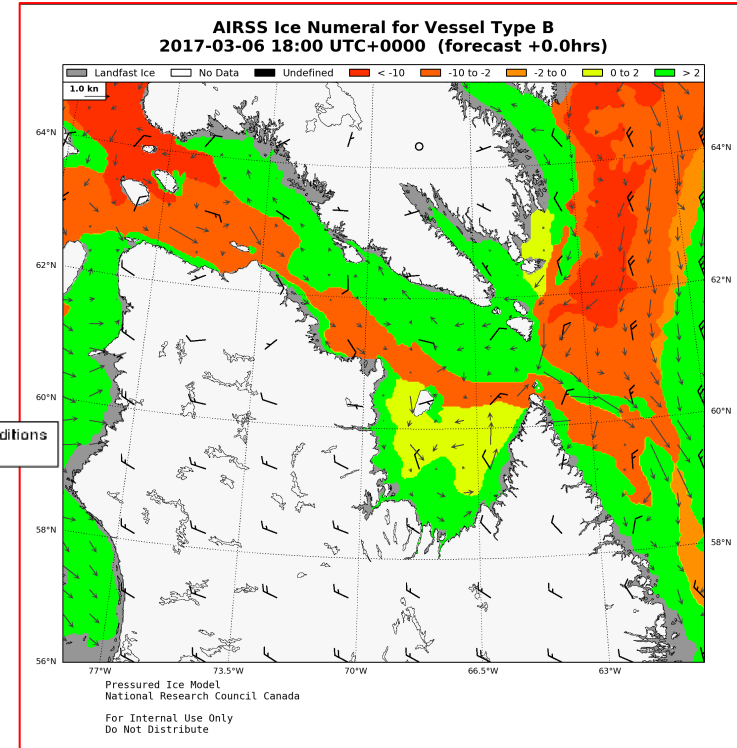 AIRSS Ice Numeral for Vessel Type B
2017-03-06 18:00 UTC+0000 (forecast +0.0hrs)
Landfast Ice No Data Undefined < -10 -10 to -2 -2 to 0 0 to 2 > 2
1.0 kn
64°N 64°N
62°N 62°N
60°N 60°N
ditions
58°N 58°N
56°N
77°W 73.5°W 70°W 66.5°W 63°W
Pressured Ice Model
National Research Council Canada
For Internal Use Only
Do Not Distribute